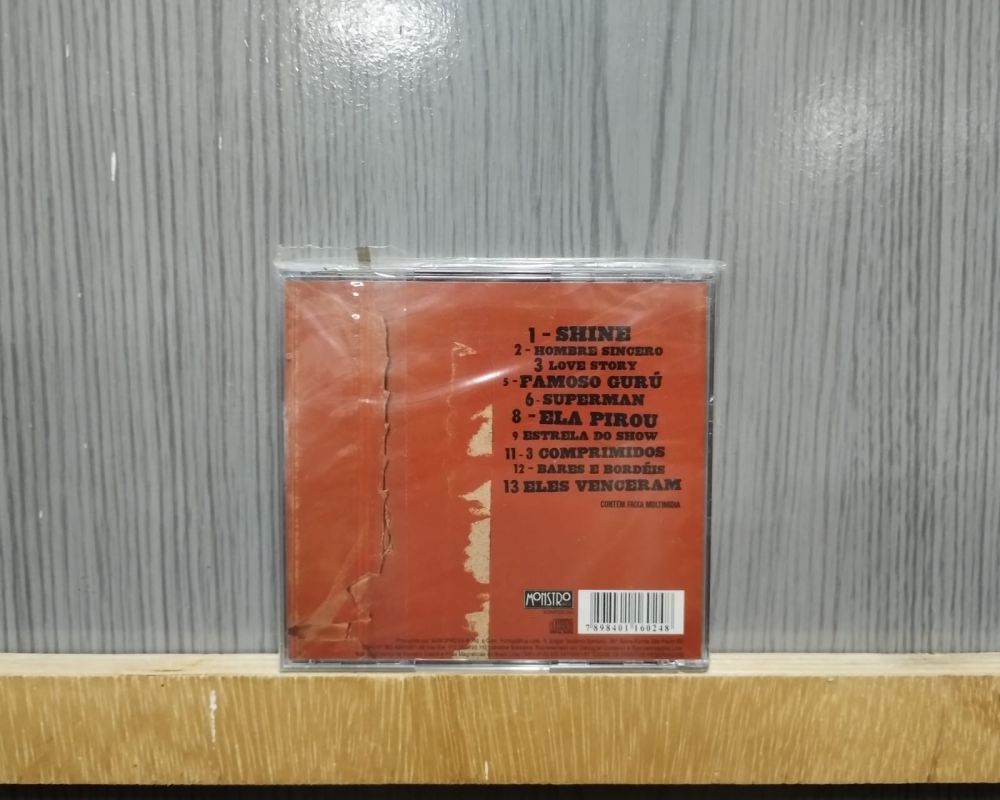 1 - SHINE
2 - HOMBRE SINCERO
3 LOVE STORY
5 - FAMOSO GURÚ
6 - SUPERMAN
8 - ELA PIROU
9 ESTRELA DO SHOW
11 - 3 COMPRIMIDOS
12 - BARES E BORDÉIS
13 ELES VENCERAM
CONTÉM FAIXA MULTIMIDIA
MONSTRO
7 898401 160248